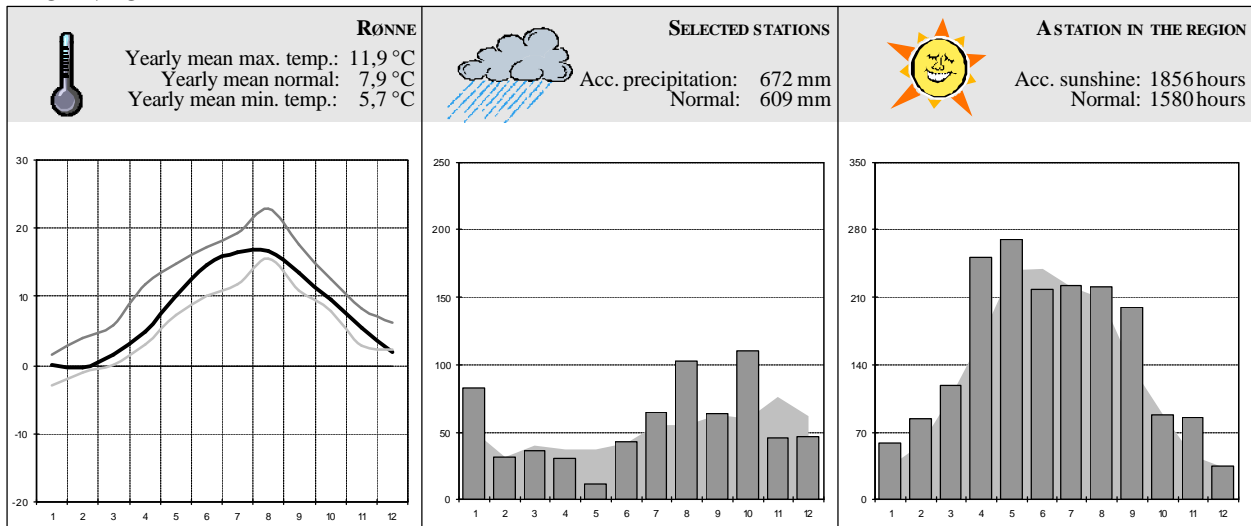 RØNNE
Yearly mean max. temp.: 11,9 °C
Yearly mean normal: 7,9 °C
Yearly mean min. temp.: 5,7 °C
SELECTED STATIONS
Acc. precipitation: 672 mm
Normal: 609 mm
A STATION IN THE REGION
Acc. sunshine: 1856 hours
Normal: 1580 hours
30
20
10
0
-10
-20
1 2 3 4 5 6 7 8 9 10 11 12
250
200
150
100
50
0
1 2 3 4 5 6 7 8 9 10 11 12
350
280
210
140
70
0
1 2 3 4 5 6 7 8 9 10 11 12